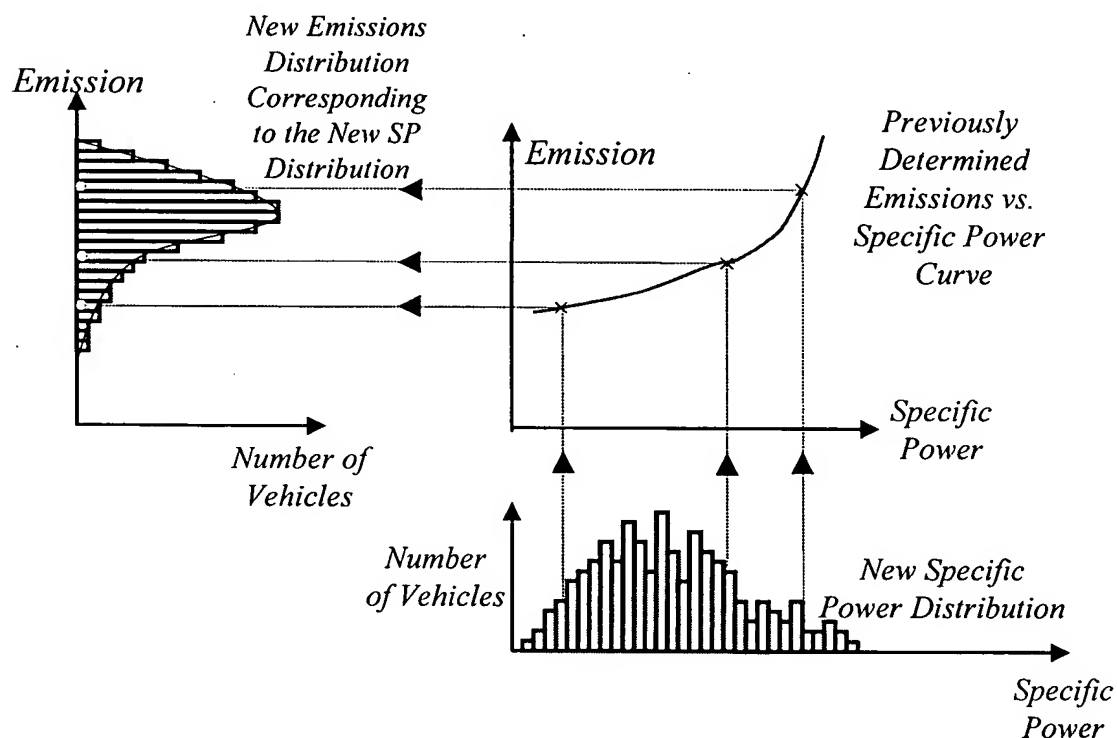 New Emissions
Distribution
Corresponding
to the New SP
Distribution
Emission
Emission
Previously
Determined
Emissions vs.
Specific Power
Curve
Specific
Power
Number of
Vehicles
Number
of Vehicles
New Specific
Power Distribution
Specific
Power